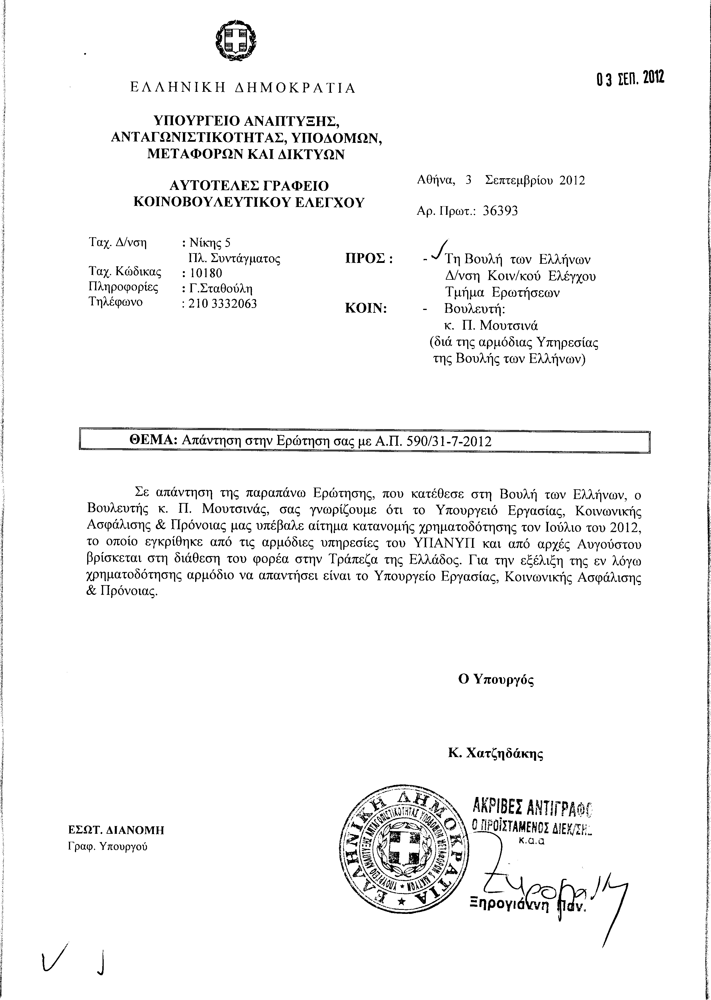 ΕΛΛΗΝΙΚΗ ΔΗΜΟΚΡΑΤΙΑ
03 ΣΕΠ. 2012
ΥΠΟΥΡΓΕΙΟ ΑΝΑΠΤΥΞΗΣ,
ΑΝΤΑΓΩΝΙΣΤΙΚΟΤΗΤΑΣ, ΥΠΟΔΟΜΩΝ,
ΜΕΤΑΦΟΡΩΝ ΚΑΙ ΔΙΚΤΥΩΝ
ΑΥΤΟΤΕΛΕΣ ΓΡΑΦΕΙΟ
ΚΟΙΝΟΒΟΥΛΕΥΤΙΚΟΥ ΕΛΕΓΧΟΥ
Αθήνα, 3 Σεπτεμβρίου 2012
Αρ. Πρωτ.: 36393
Ταχ. Δ/νση : Νίκης 5
Πλ. Συντάγματος
Ταχ. Κώδικας : 10180
Πληροφορίες : Γ.Σταθούλη
Τηλέφωνο : 210 3332063
ΠΡΟΣ : - Τη Βουλή των Ελλήνων
Δ/νση Κοιν/κού Ελέγχου
Τμήμα Ερωτήσεων
ΚΟΙΝ: - Βουλευτή:
κ. Π. Μουτσινά
(διά της αρμόδιας Υπηρεσίας
της Βουλής των Ελλήνων)
ΘΕΜΑ: Απάντηση στην Ερώτηση σας με Α.Π. 590/31-7-2012
Σε απάντηση της παραπάνω Ερώτησης, που κατέθεσε στη Βουλή των Ελλήνων, ο
Βουλευτής κ. Π. Μουτσινάς, σας γνωρίζουμε ότι το Υπουργειό Εργασίας, Κοινωνικής
Ασφάλισης & Πρόνοιας μας υπέβαλε αίτημα κατανομής χρηματοδότησης τον Ιούλιο του 2012,
το οποίο εγκρίθηκε από τις αρμόδιες υπηρεσίες του ΥΠΑΝΥΠ και από αρχές Αυγούστου
βρίσκεται στη διάθεση του φορέα στην Τράπεζα της Ελλάδος. Για την εξέλιξη της εν λόγω
χρηματοδότησης αρμόδιο να απαντήσει είναι το Υπουργείο Εργασίας, Κοινωνικής Ασφάλισης
& Πρόνοιας.
Ο Υπουργός
Κ. Χατζηδάκης
ΕΛΛΗΝΙΚΗ ΔΗΜΟΚΡΑΤΙΑ
ΥΠΟΥΡΓΕΙΟ ΑΝΑΠΤΥΞΗΣ ΑΝΤΑΓΩΝΙΣΤΙΚΟΤΗΤΑΣ ΥΠΟΔΟΜΩΝ ΜΕΤΑΦΟΡΩΝ & ΔΙΚΤΥΩΝ
ΑΚΡΙΒΕΣ ΑΝΤΙΓΡΑΦΟ
Ο ΠΡΟΪΣΤΑΜΕΝΟΣ ΔΙΕΚ/ΣΗΣ
κ.α.α
Ξηρογιάννη Παν.
ΕΣΩΤ. ΔΙΑΝΟΜΗ
Γραφ. Υπουργού